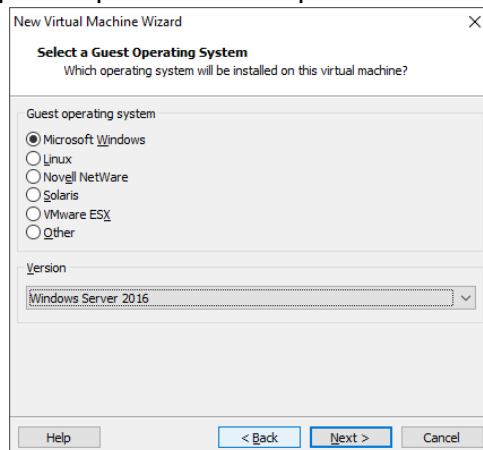 New Virtual Machine Wizard
Select a Guest Operating System
Which operating system will be installed on this virtual machine?
Guest operating system
Microsoft Windows
Linux
Novell NetWare
Solaris
VMware ESX
Other
Version
Windows Server 2016
Help
< Back
Next >
Cancel